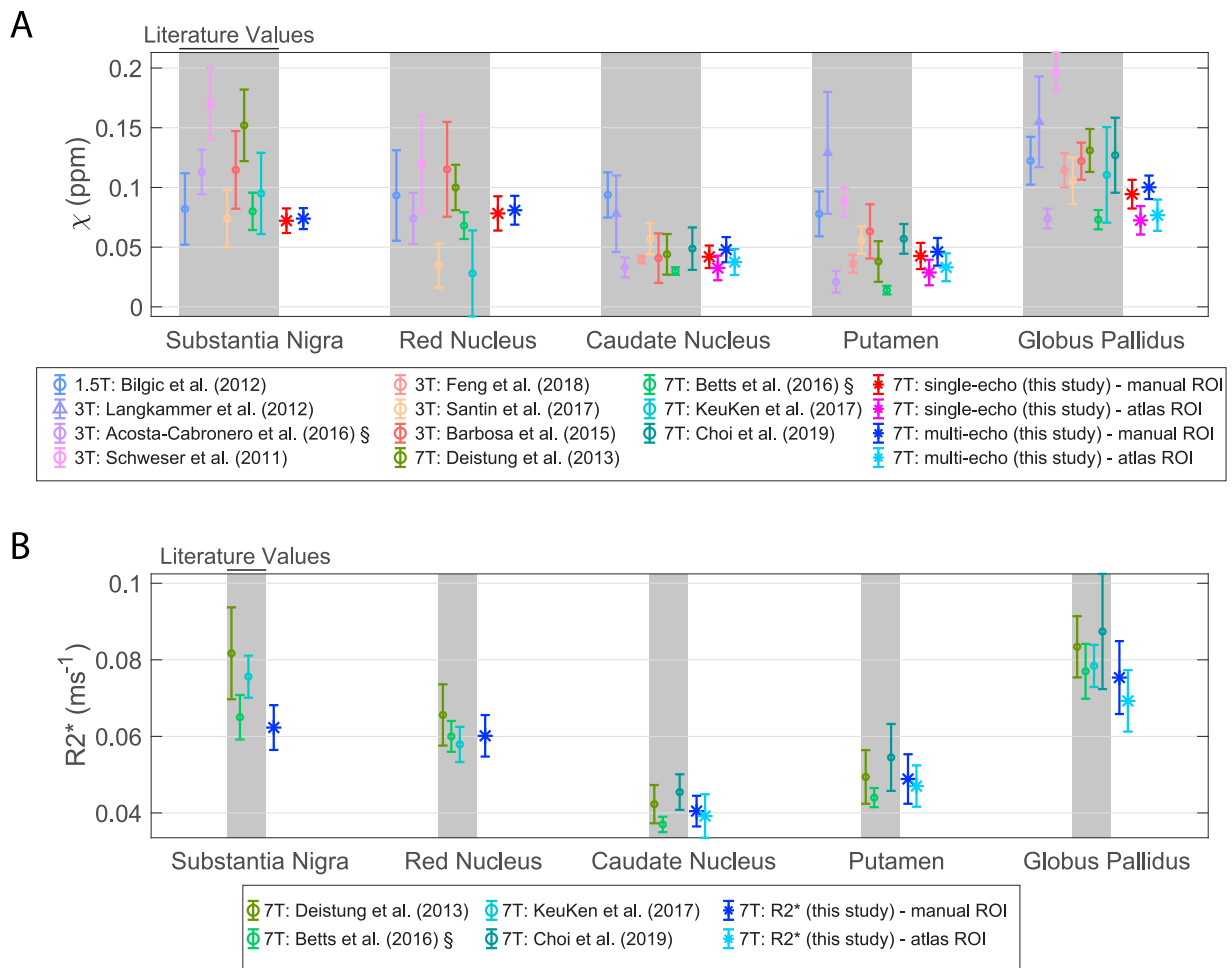 A
Literature Values
0.2
0.15
0.1
0.05
0
χ (ppm)
Substantia Nigra
Red Nucleus
Caudate Nucleus
Putamen
Globus Pallidus
1.5T: Bilgic et al. (2012)
3T: Langkammer et al. (2012)
3T: Acosta-Cabronero et al. (2016) §
3T: Schweser et al. (2011)
3T: Feng et al. (2018)
3T: Santin et al. (2017)
3T: Barbosa et al. (2015)
7T: Deistung et al. (2013)
7T: Betts et al. (2016) §
7T: KeuKen et al. (2017)
7T: Choi et al. (2019)
7T: single-echo (this study) - manual ROI
7T: single-echo (this study) - atlas ROI
7T: multi-echo (this study) - manual ROI
7T: multi-echo (this study) - atlas ROI
B
Literature Values
0.1
0.08
0.06
0.04
R2* (ms⁻¹)
Substantia Nigra
Red Nucleus
Caudate Nucleus
Putamen
Globus Pallidus
7T: Deistung et al. (2013)
7T: Betts et al. (2016) §
7T: KeuKen et al. (2017)
7T: Choi et al. (2019)
7T: R2* (this study) - manual ROI
7T: R2* (this study) - atlas ROI